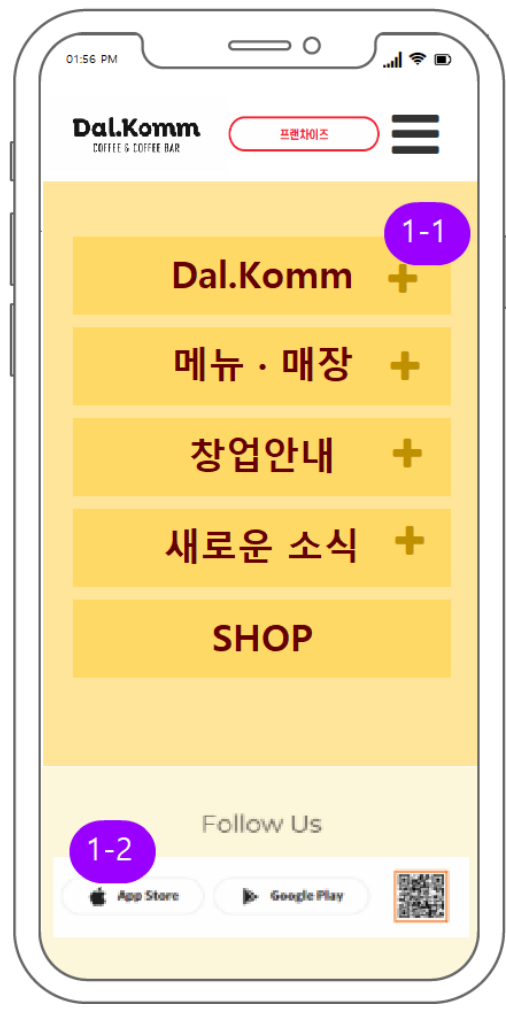 01:56 PM
Dal.Komm
COFFEE & COFFEE BAR
프랜차이즈
1-1
Dal.Komm
메뉴 · 매장
창업안내
새로운 소식
SHOP
Follow Us
1-2
App Store
Google Play